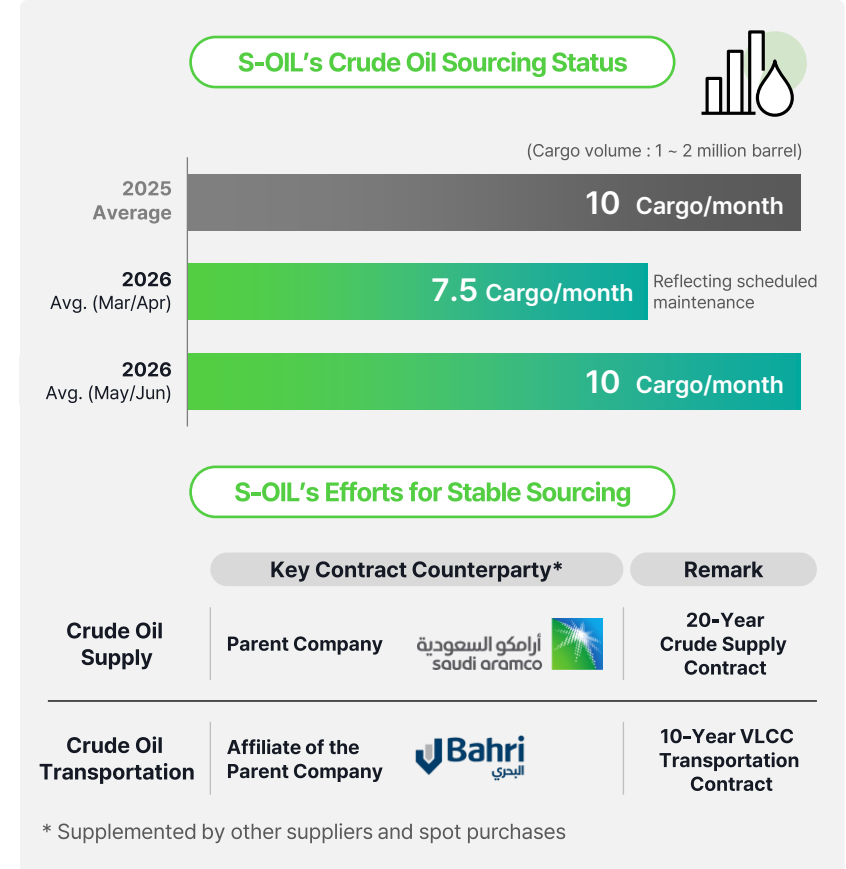 S-OIL's Crude Oil Sourcing Status
(Cargo volume : 1 ~ 2 million barrel)
2025
Average
10 Cargo/month
2026
Avg. (Mar/Apr)
7.5 Cargo/month
Reflecting scheduled
maintenance
2026
Avg. (May/Jun)
10 Cargo/month
S-OIL's Efforts for Stable Sourcing
Key Contract Counterparty*
Remark
Crude Oil
Supply
Parent Company
أرامكو السعودية
saudi aramco
20-Year
Crude Supply
Contract
Crude Oil
Transportation
Affiliate of the
Parent Company
Bahri
البحري
10-Year VLCC
Transportation
Contract
* Supplemented by other suppliers and spot purchases